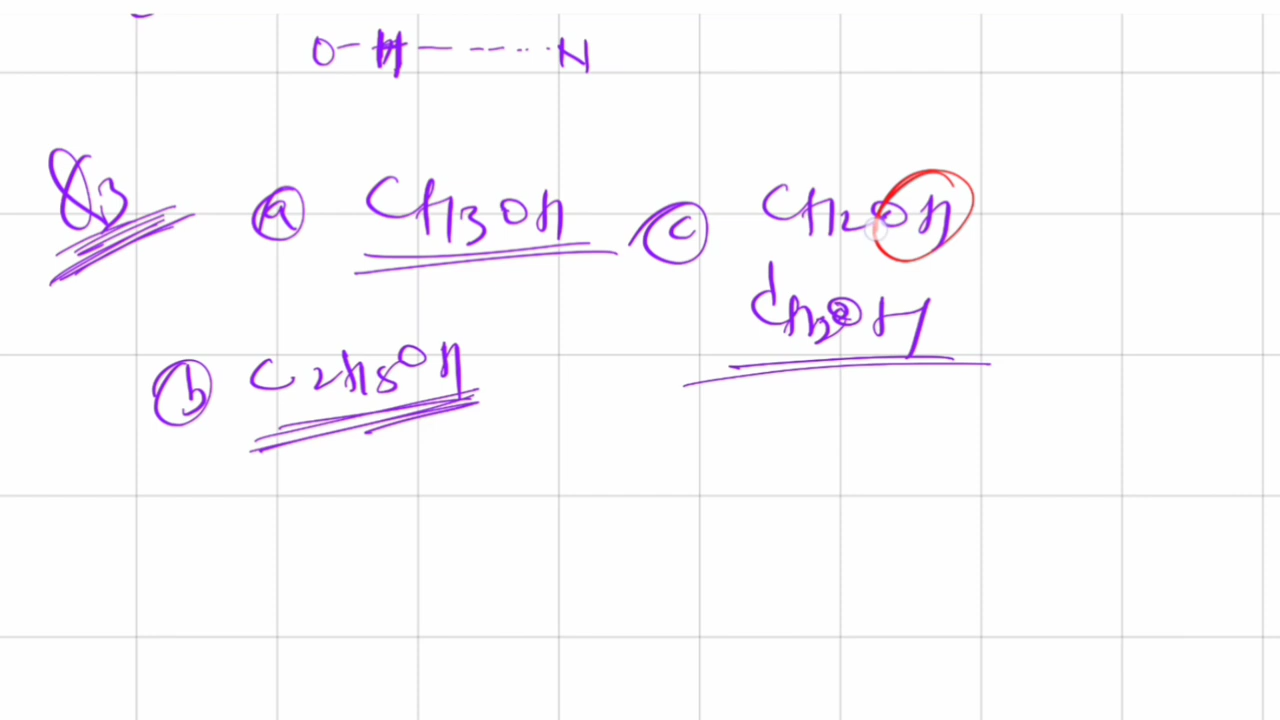 O-H-----N
Q3 (a) CH3OH (c) CH2OH
CH2OH
(b) C2H5OH